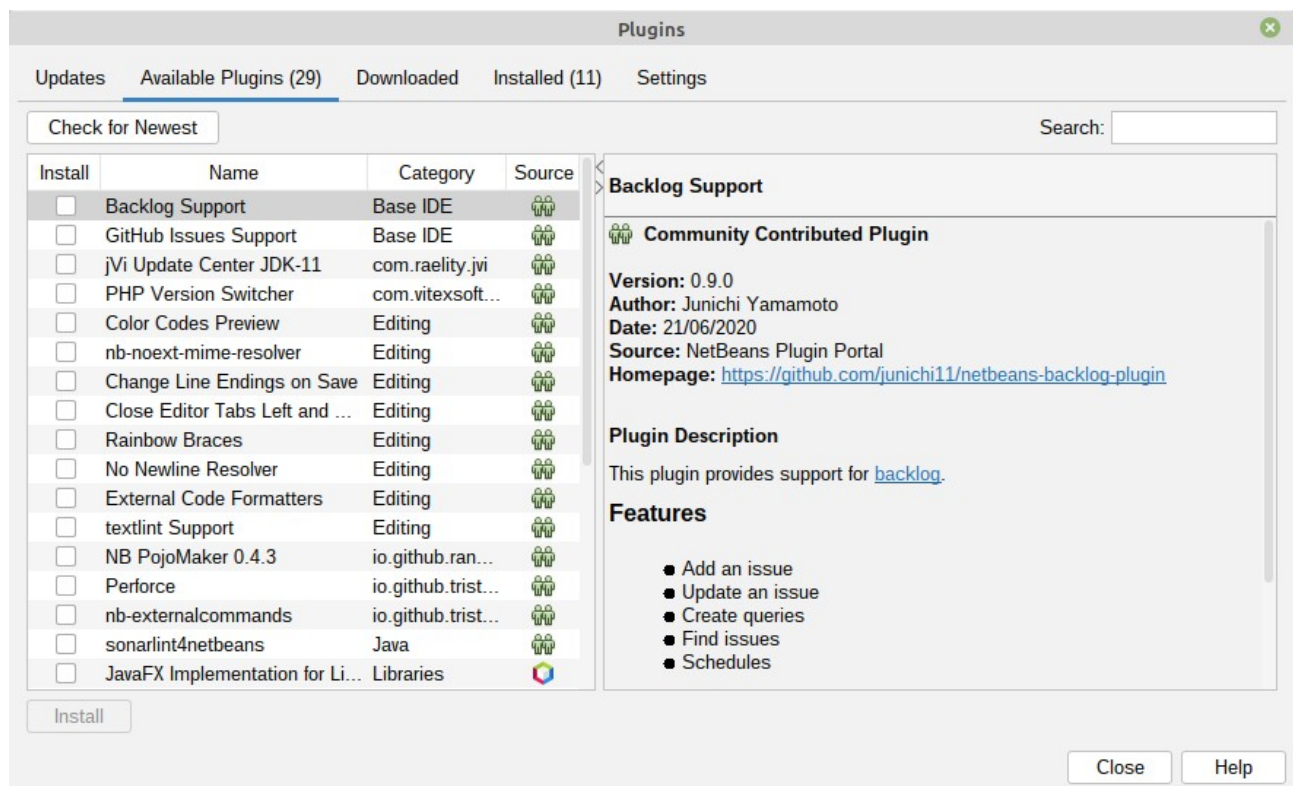 Plugins
Updates Available Plugins (29) Downloaded Installed (11) Settings
Check for Newest Search:
Install Name Category Source
Backlog Support Base IDE
GitHub Issues Support Base IDE
jVi Update Center JDK-11 com.raelity.jvi
PHP Version Switcher com.vitexsoft...
Color Codes Preview Editing
nb-noext-mime-resolver Editing
Change Line Endings on Save Editing
Close Editor Tabs Left and ... Editing
Rainbow Braces Editing
No Newline Resolver Editing
External Code Formatters Editing
textlint Support Editing
NB PojoMaker 0.4.3 io.github.ran...
Perforce io.github.trist...
nb-externalcommands io.github.trist...
sonarlint4netbeans Java
JavaFX Implementation for Li... Libraries
Backlog Support
Community Contributed Plugin
Version: 0.9.0
Author: Junichi Yamamoto
Date: 21/06/2020
Source: NetBeans Plugin Portal
Homepage: https://github.com/junichi11/netbeans-backlog-plugin
Plugin Description
This plugin provides support for backlog.
Features
● Add an issue
● Update an issue
● Create queries
● Find issues
● Schedules
Install
Close Help